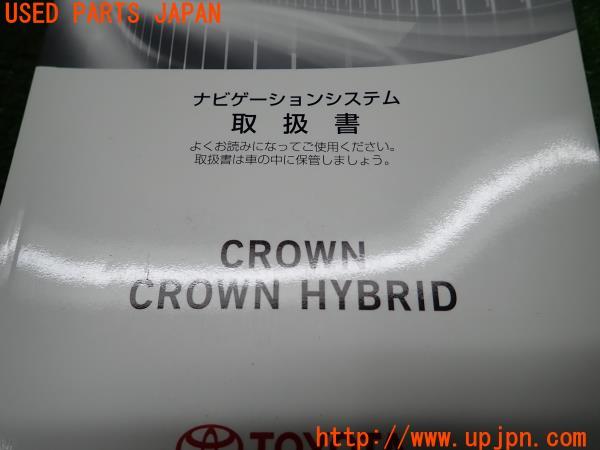 USED PARTS JAPAN
ナビゲーションシステム
取扱書
よくお読みになってご使用ください。
取扱書は車の中に保管しましょう。
CROWN
CROWN HYBRID
TOYOTA
http://www.upjpn.com